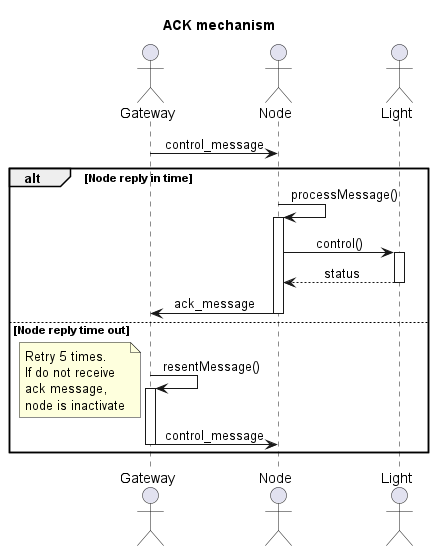 ACK mechanism
Gateway
Node
Light
control_message
alt
[Node reply in time]
processMessage()
control()
status
ack_message
[Node reply time out]
Retry 5 times.
If do not receive
ack message,
node is inactivate
resentMessage()
control_message
Gateway
Node
Light